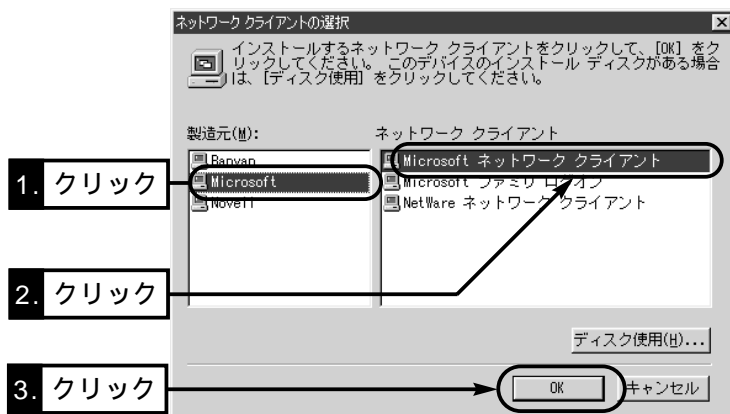 ネットワーク クライアントの選択
インストールするネットワーク クライアントをクリックして、[OK] をク
リックしてください。 このデバイスのインストール ディスクがある場合
は、[ディスク使用] をクリックしてください。
製造元(M):
ネットワーク クライアント
Banyan
Microsoft
Novell
Microsoft ネットワーク クライアント
Microsoft ファミリ ログオン
NetWare ネットワーク クライアント
1. クリック
2. クリック
ディスク使用(H)...
3. クリック
OK
キャンセル